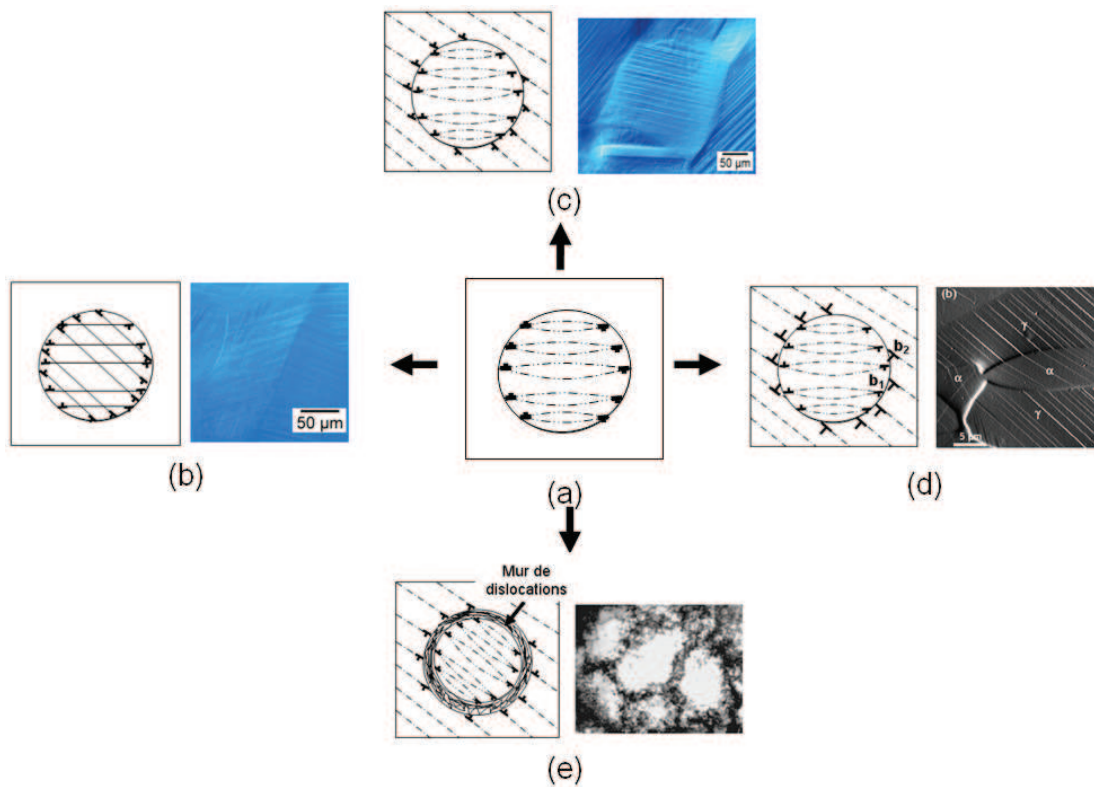 50 µm
(c)
50 µm
(b)
(a)
b₂
b₁
(b)
γ
α
α
γ
5 µm
(d)
Mur de
dislocations
(e)